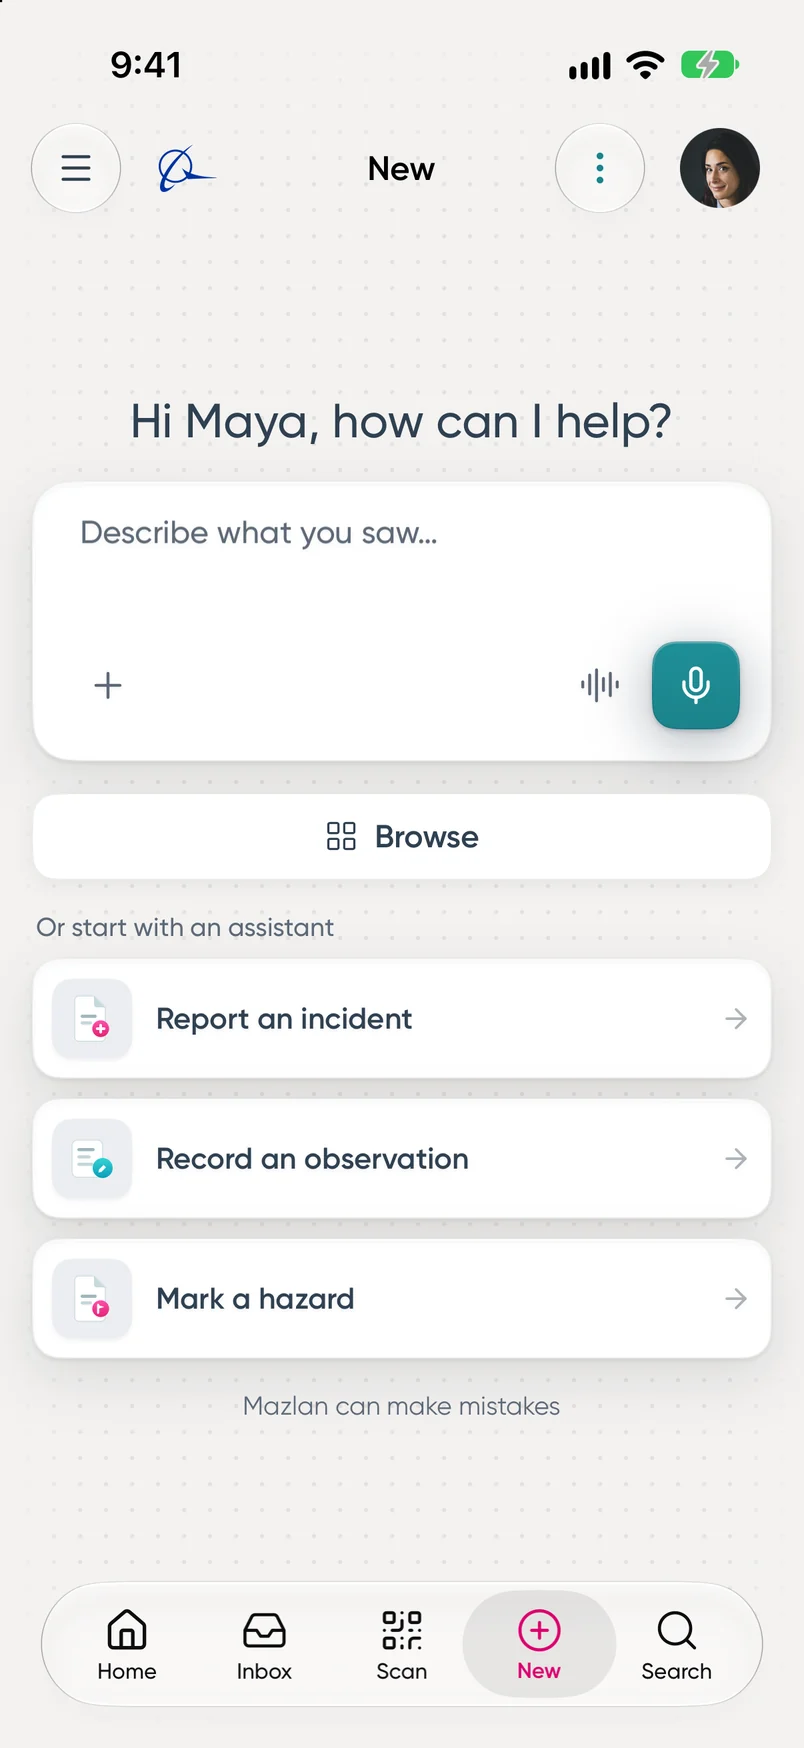 9:41
New
Hi Maya, how can I help?
Describe what you saw...
Browse
Or start with an assistant
Report an incident
Record an observation
Mark a hazard
Mazlan can make mistakes
Home
Inbox
Scan
New
Search